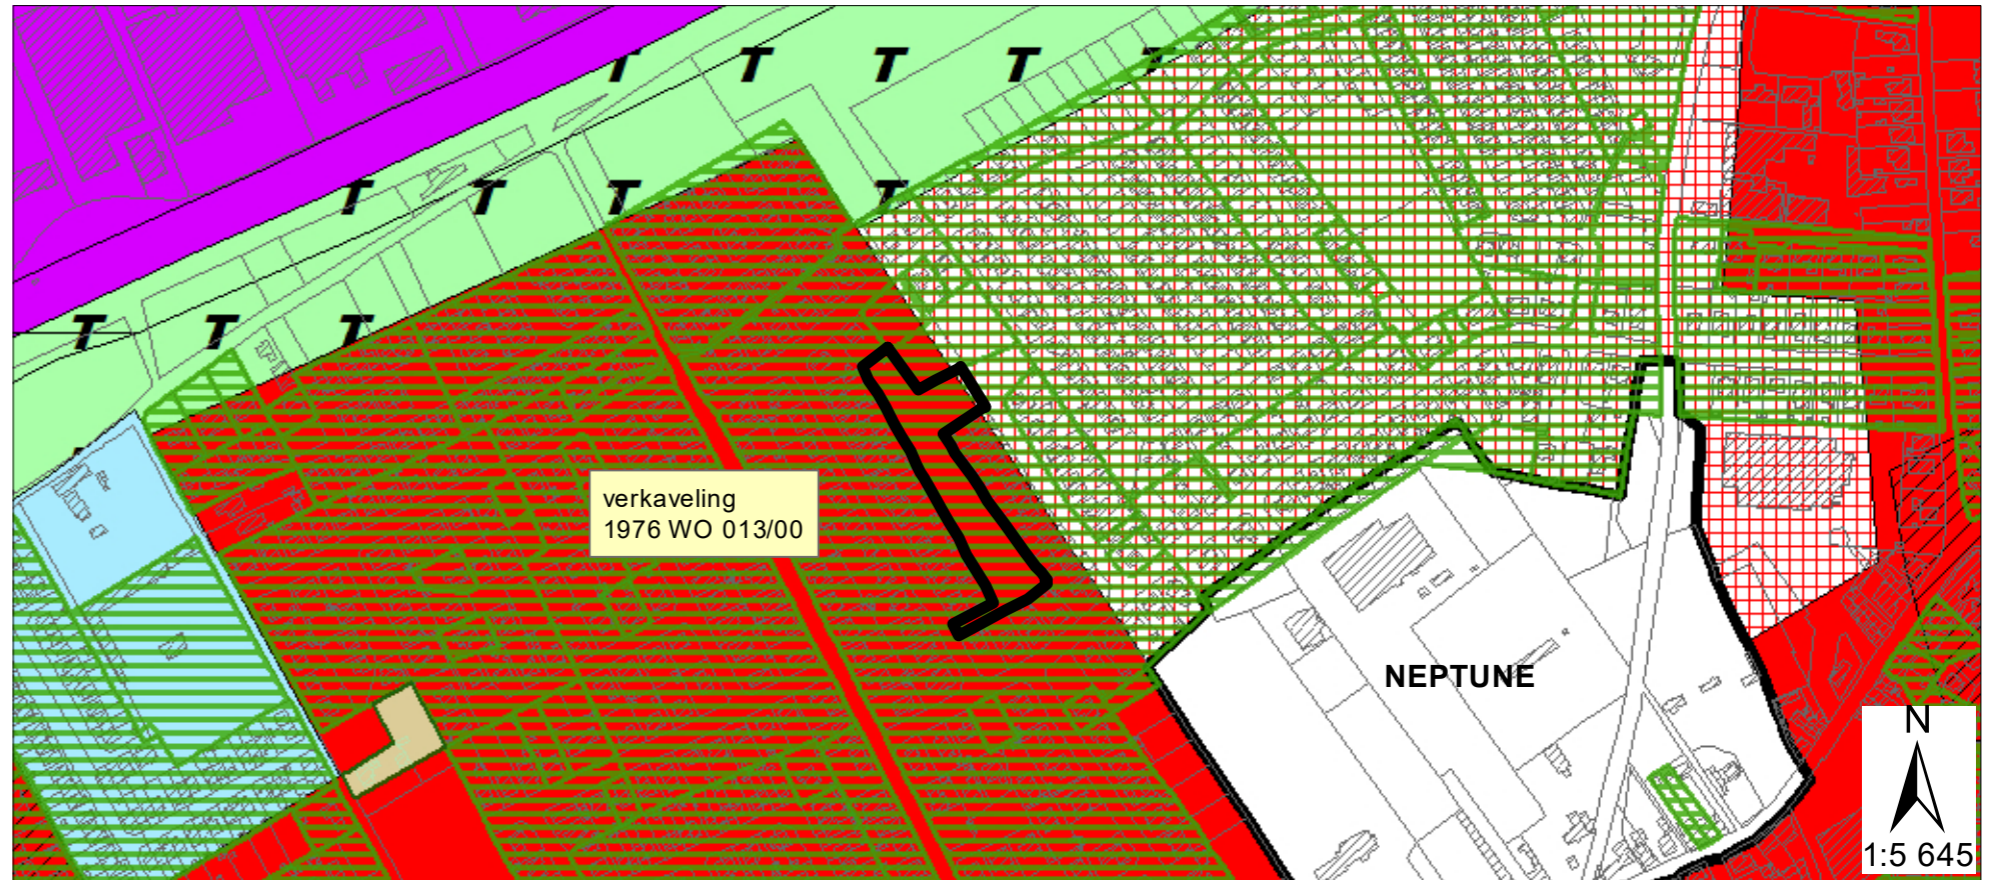 T T T T T
T T T T
T T T
verkaveling
1976 WO 013/00
NEPTUNE
N
1:5 645